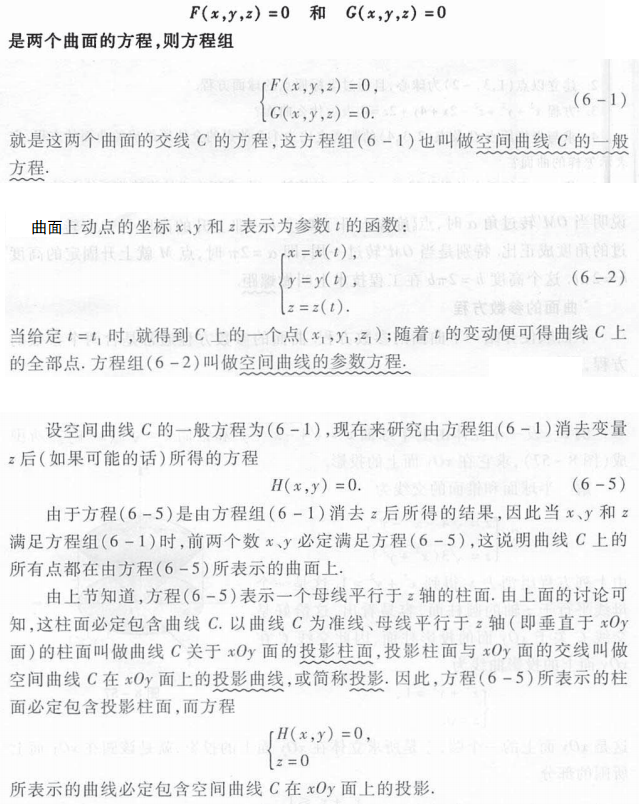 F(x,y,z)=0 和 G(x,y,z)=0
是两个曲面的方程,则方程组
{F(x,y,z)=0,
G(x,y,z)=0. (6-1)
就是这两个曲面的交线 C 的方程,这方程组(6-1)也叫做空间曲线 C 的一般
方程.
曲面上动点的坐标 x、y 和 z 表示为参数 t 的函数:
{x=x(t),
y=y(t), (6-2)
z=z(t).
当给定 t=t₁ 时,就得到 C 上的一个点(x₁,y₁,z₁);随着 t 的变动便可得曲线 C 上
的全部点.方程组(6-2)叫做空间曲线的参数方程.
设空间曲线 C 的一般方程为(6-1),现在来研究由方程组(6-1)消去变量
z 后(如果可能的话)所得的方程
H(x,y)=0. (6-5)
由于方程(6-5)是由方程组(6-1)消去 z 后所得的结果,因此当 x、y 和 z
满足方程组(6-1)时,前两个数 x、y 必定满足方程(6-5),这说明曲线 C 上的
所有点都在由方程(6-5)所表示的曲面上.
由上节知道,方程(6-5)表示一个母线平行于 z 轴的柱面.由上面的讨论可
知,这柱面必定包含曲线 C.以曲线 C 为准线、母线平行于 z 轴(即垂直于 xOy
面)的柱面叫做曲线 C 关于 xOy 面的投影柱面,投影柱面与 xOy 面的交线叫做
空间曲线 C 在 xOy 面上的投影曲线,或简称投影.因此,方程(6-5)所表示的柱
面必定包含投影柱面,而方程
{H(x,y)=0,
z=0
所表示的曲线必定包含空间曲线 C 在 xOy 面上的投影.